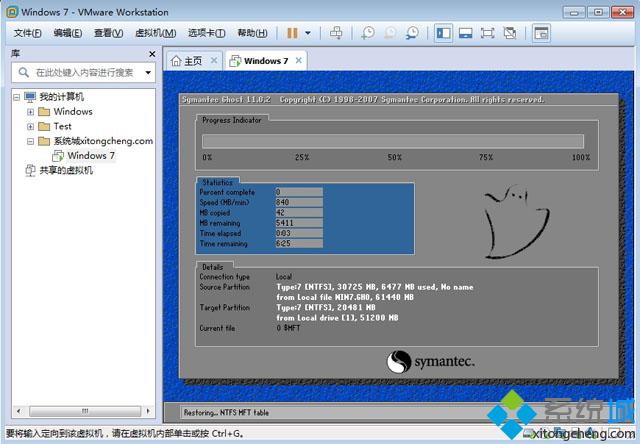 Windows 7 - VMware Workstation
文件(F) 编辑(E) 查看(V) 虚拟机(M) 选项卡(T) 帮助(H)
库
在此处键入内容进行搜索
我的计算机
Windows
Test
系统城xitongcheng.com
Windows 7
共享的虚拟机
主页 Windows 7
Symantec Ghost 11.0.2 Copyright (C) 1998-2007 Symantec Corporation. All rights reserved.
Progress Indicator
0% 25% 50% 75% 100%
Statistics
Percent complete 0
Speed (MB/min) 840
MB copied 42
MB remaining 5411
Time elapsed 0:03
Time remaining 6:25
Details
Connection type Local
Source Partition Type:7 [NTFS], 30725 MB, 6477 MB used, No name
from Local file WIN7.GHO, 61440 MB
Target Partition Type:7 [NTFS], 20481 MB
from Local drive [1], 51200 MB
Current file 0 $MFT
symantec.
Restoring... NTFS MFT table
要将输入定向到该虚拟机，请在虚拟机内部单击或按 Ctrl+G。
系统城
xitongcheng.com